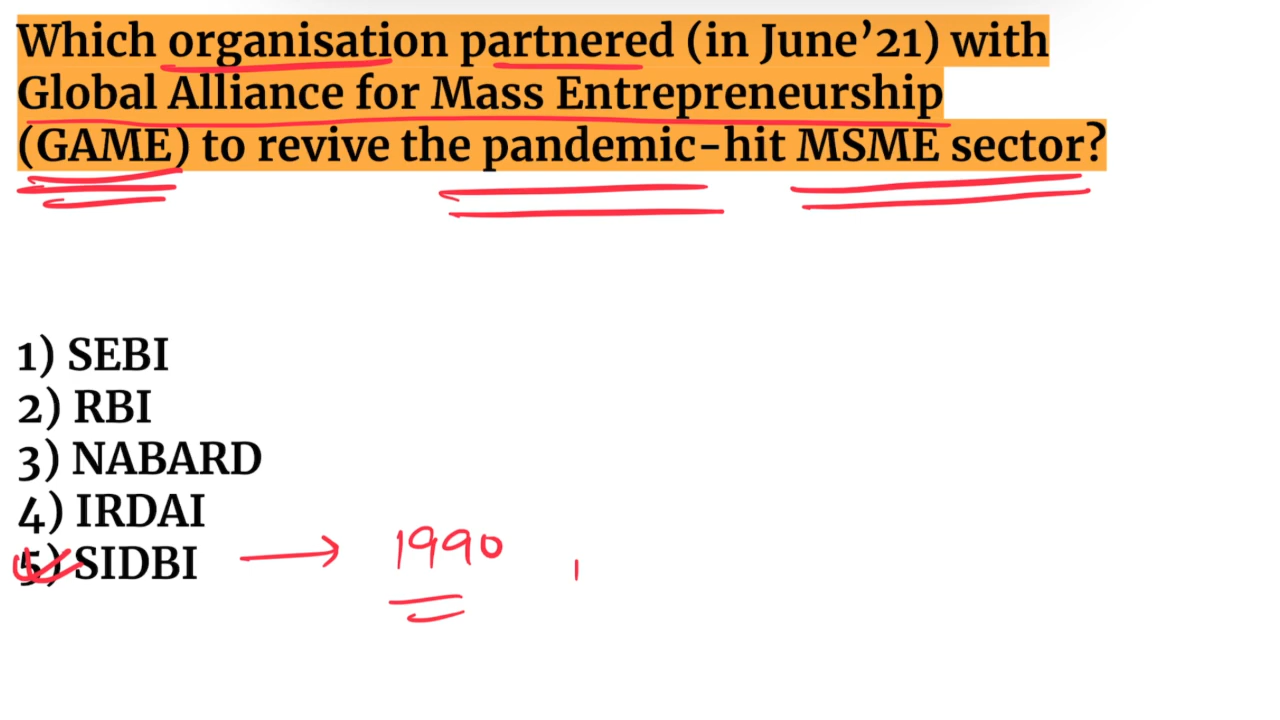 Which organisation partnered (in June’21) with
Global Alliance for Mass Entrepreneurship
(GAME) to revive the pandemic-hit MSME sector?
1) SEBI
2) RBI
3) NABARD
4) IRDAI
5) SIDBI → 1990